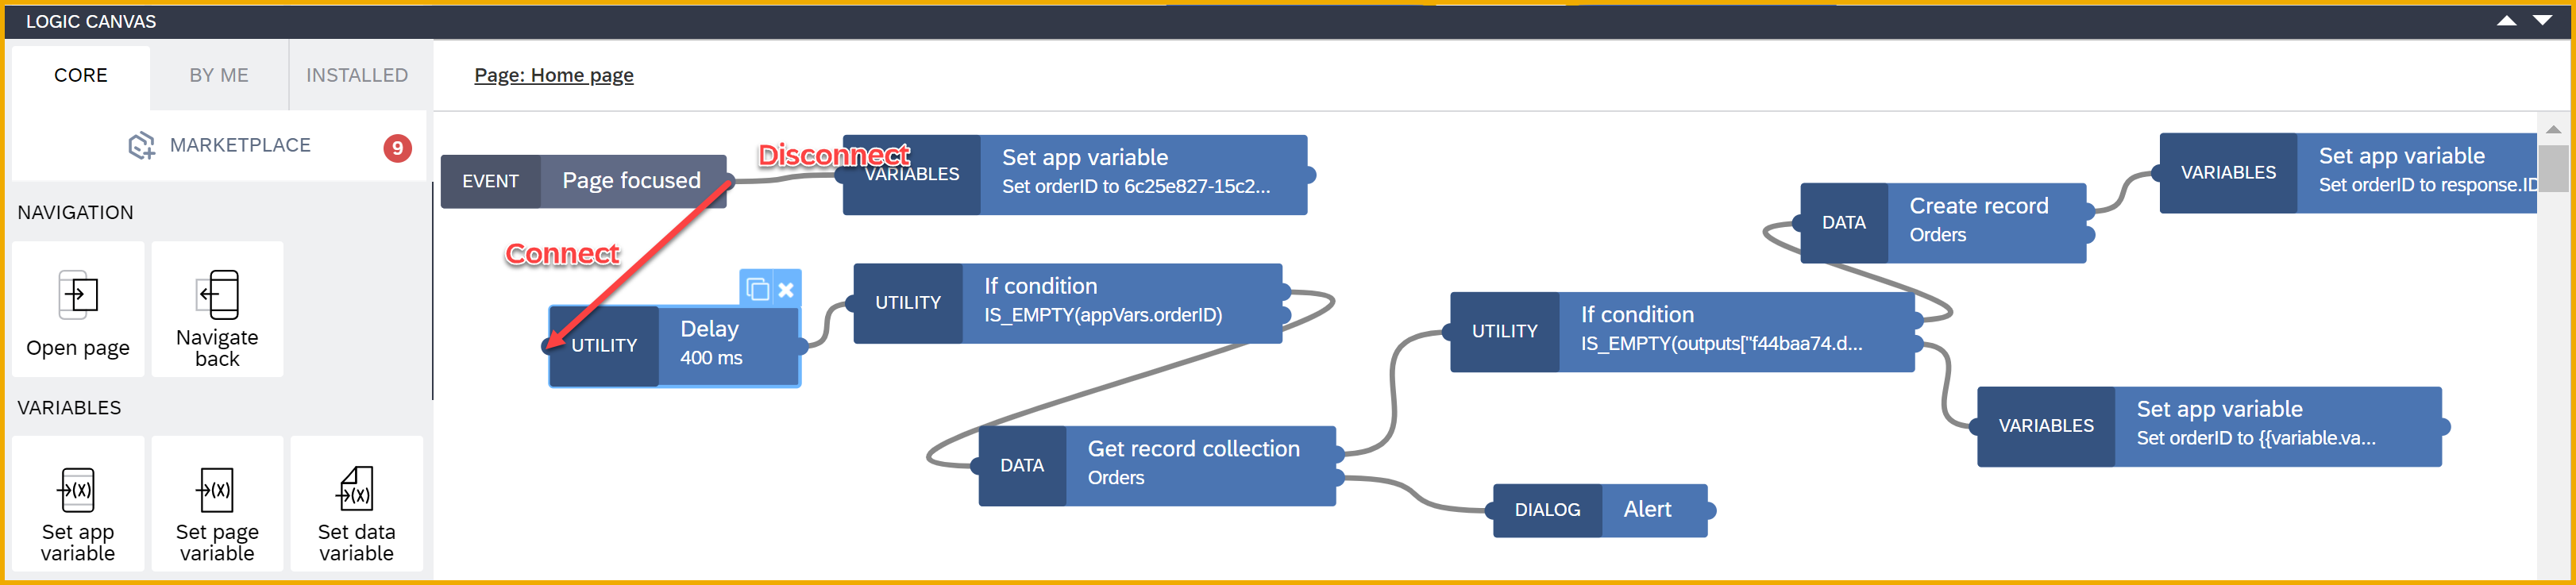 LOGIC CANVAS
CORE
BY ME
INSTALLED
MARKETPLACE
9
NAVIGATION
Open page
Navigate
back
VARIABLES
Set app
variable
Set page
variable
Set data
variable
Page: Home page
EVENT
Page focused
Disconnect
Connect
VARIABLES
Set app variable
Set orderID to 6c25e827-15c2...
UTILITY
Delay
400 ms
UTILITY
If condition
IS_EMPTY(appVars.orderID)
DATA
Get record collection
Orders
UTILITY
If condition
IS_EMPTY(outputs["f44baa74.d...
DIALOG
Alert
DATA
Create record
Orders
VARIABLES
Set app variable
Set orderID to response.ID
VARIABLES
Set app variable
Set orderID to {{variable.va...